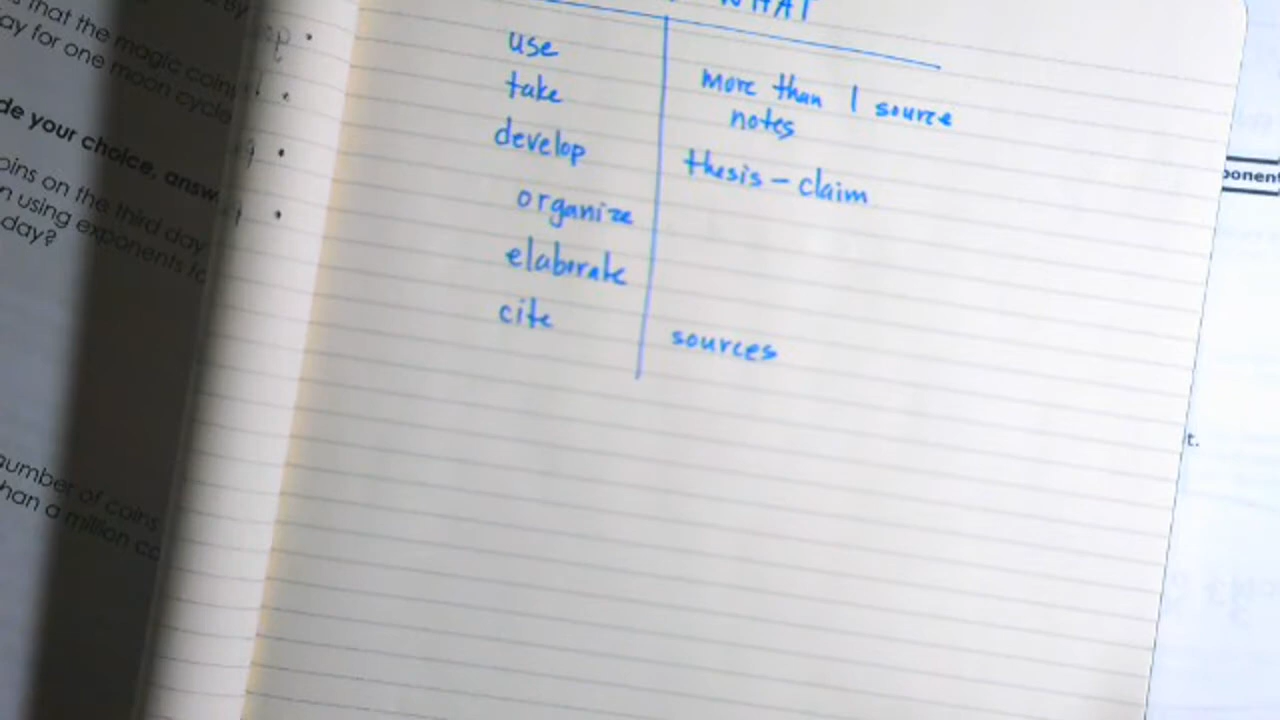 WHAT
use
more than 1 source
take
notes
develop
thesis - claim
organize
elaborate
cite
sources
that the magic coins
ay for one moon cycle
de your choice, answ
oins on the third day
n using exponents fo
day?
number of coins
han a million co
ponent
t.